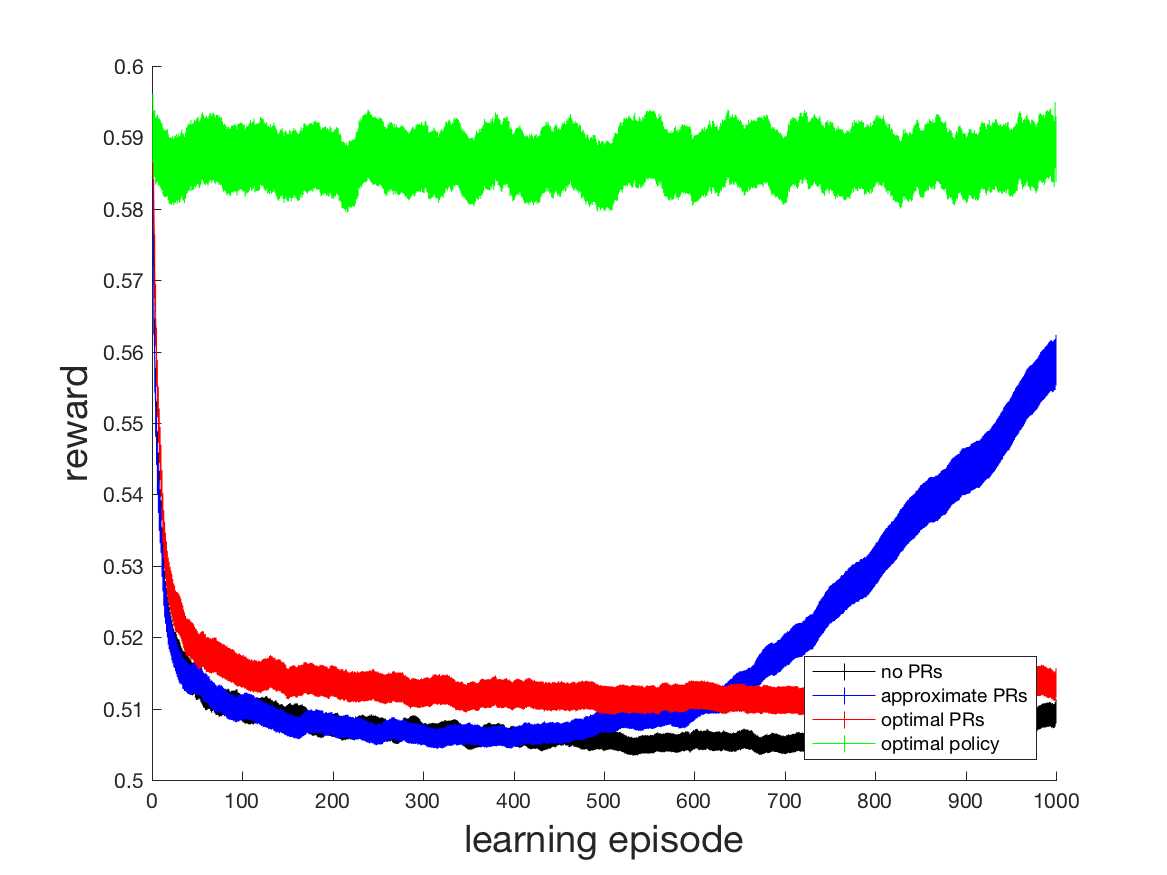 0.6
0.59
0.58
0.57
0.56
0.55
0.54
0.53
0.52
0.51
0.5
reward
no PRs
approximate PRs
optimal PRs
optimal policy
0 100 200 300 400 500 600 700 800 900 1000
learning episode